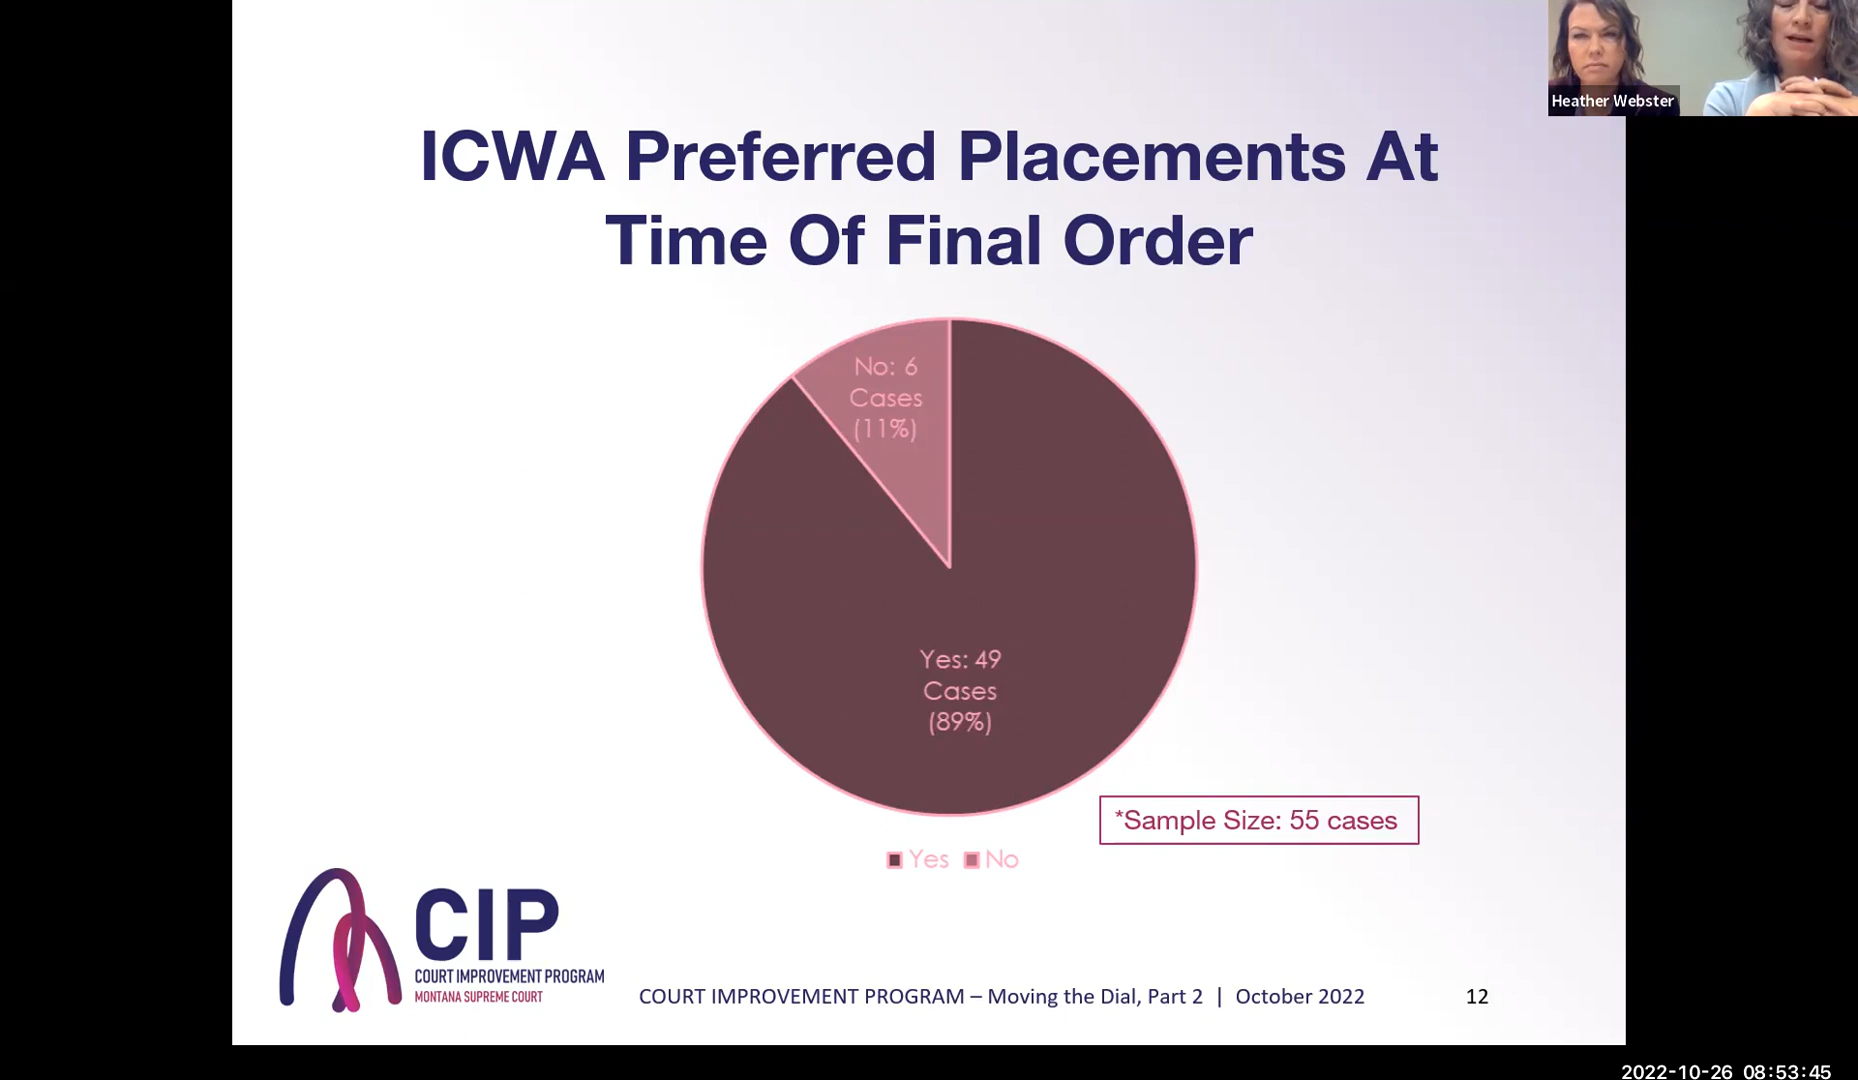 Heather Webster
ICWA Preferred Placements At
Time Of Final Order
No: 6
Cases
(11%)
Yes: 49
Cases
(89%)
*Sample Size: 55 cases
Yes No
CIP
COURT IMPROVEMENT PROGRAM
MONTANA SUPREME COURT
COURT IMPROVEMENT PROGRAM – Moving the Dial, Part 2 | October 2022 12
2022-10-26 08:53:45